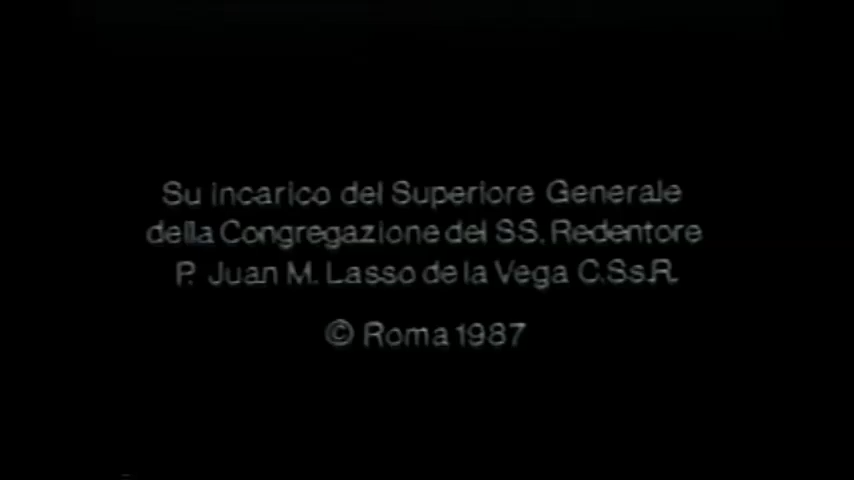 Su incarico del Superiore Generale
della Congregazione del SS. Redentore
P. Juan M. Lasso de la Vega C.Ss.R.
© Roma 1987